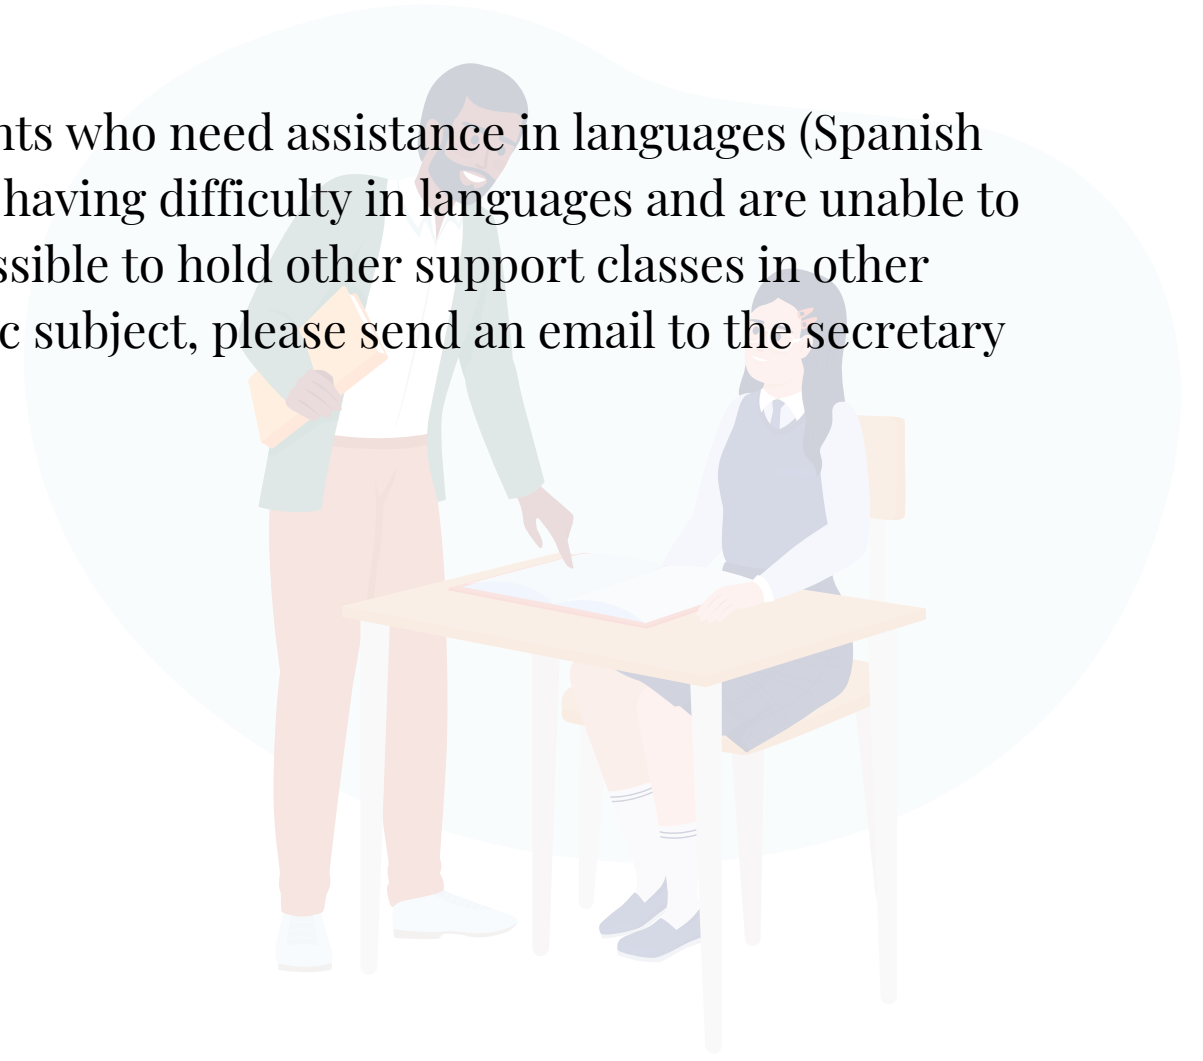 nts who need assistance in languages (Spanish
having difficulty in languages and are unable to
ssible to hold other support classes in other
c subject, please send an email to the secretary